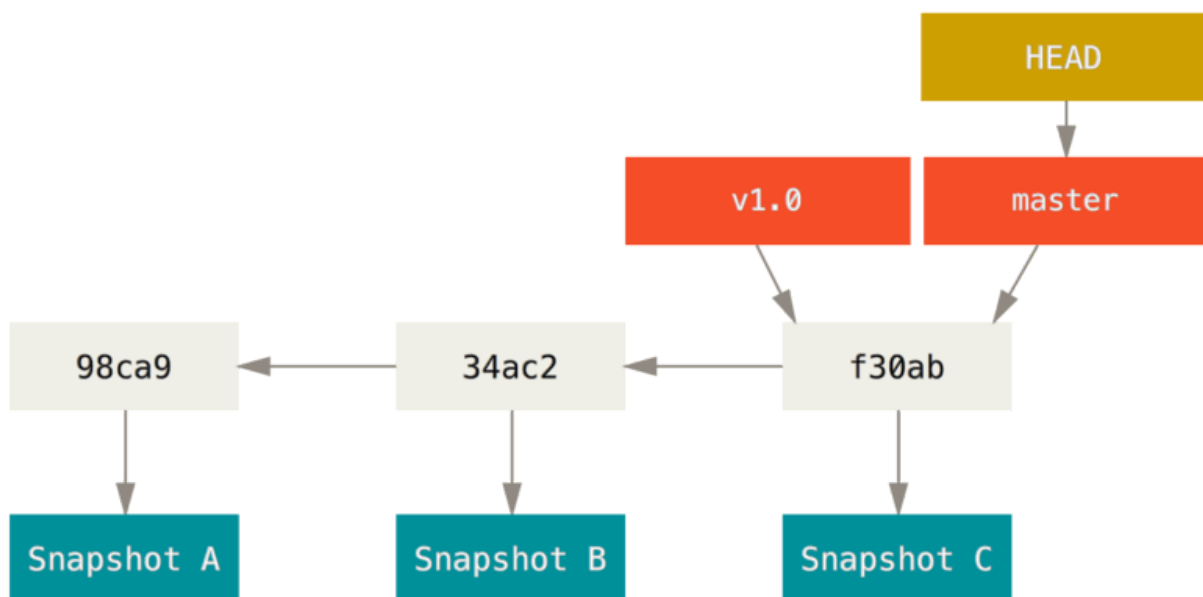 HEAD
v1.0
master
98ca9
34ac2
f30ab
Snapshot A
Snapshot B
Snapshot C